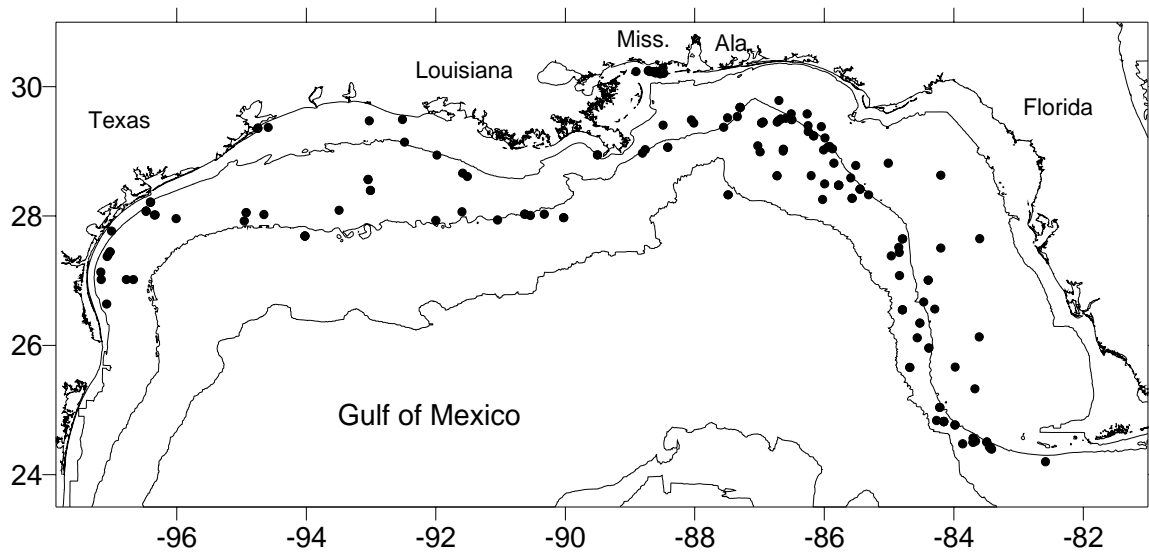 Miss.
Ala.
Louisiana
Texas
Florida
Gulf of Mexico
30
28
26
24
-96
-94
-92
-90
-88
-86
-84
-82